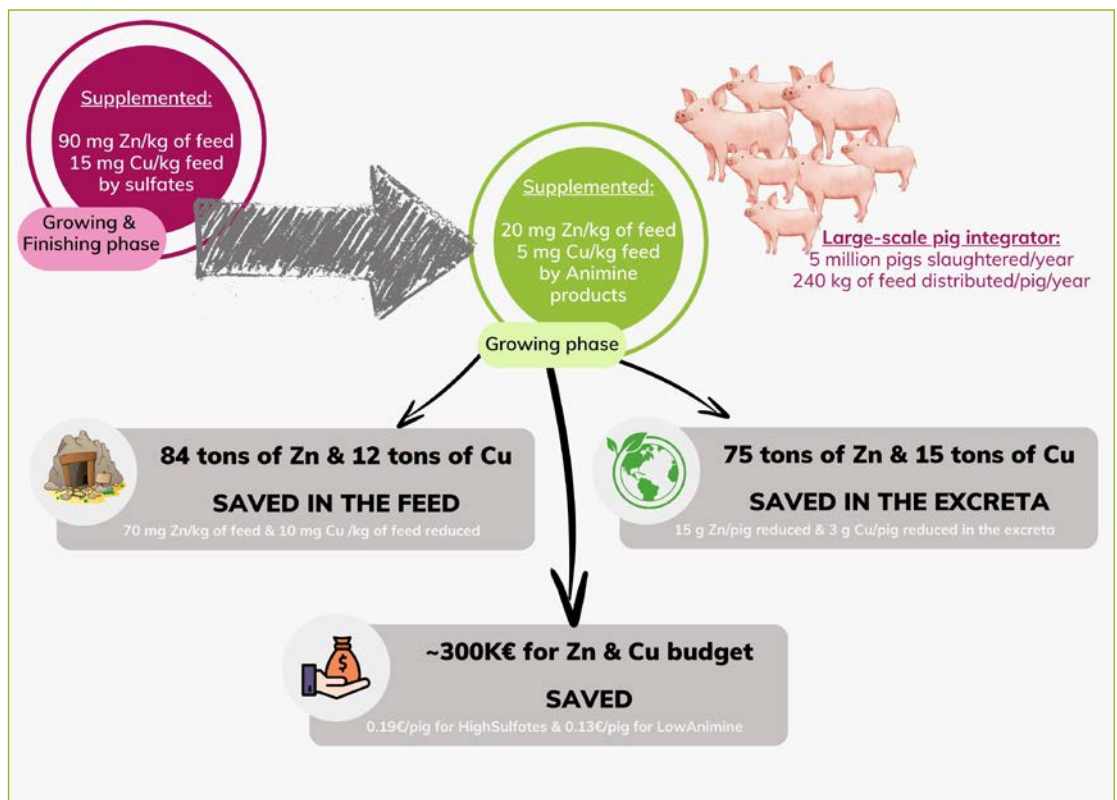 Supplemented:
90 mg Zn/kg of feed
15 mg Cu/kg feed
by sulfates
Growing &
Finishing phase
Supplemented:
20 mg Zn/kg of feed
5 mg Cu/kg feed
by Animine
products
Growing phase
Large-scale pig integrator:
5 million pigs slaughtered/year
240 kg of feed distributed/pig/year
84 tons of Zn & 12 tons of Cu
SAVED IN THE FEED
70 mg Zn/kg of feed & 10 mg Cu /kg of feed reduced
75 tons of Zn & 15 tons of Cu
SAVED IN THE EXCRETA
15 g Zn/pig reduced & 3 g Cu/pig reduced in the excreta
$
~300K€ for Zn & Cu budget
SAVED
0.19€/pig for HighSulfates & 0.13€/pig for LowAnimine